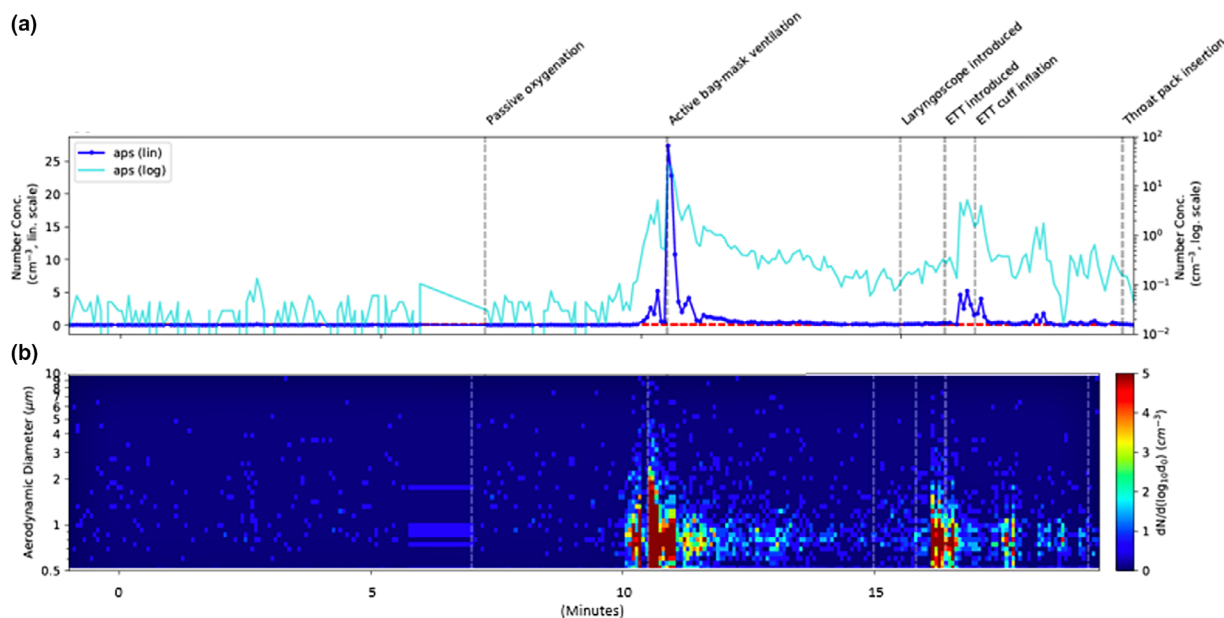 (a)
Passive oxygenation
Active bag-mask ventilation
Laryngoscope introduced
ETT introduced
ETT cuff inflation
Throat pack insertion
aps (lin)
aps (log)
Number Conc.
(cm⁻³, lin. scale)
25
20
15
10
5
0
10²
10¹
10⁰
10⁻¹
10⁻²
Number Conc.
(cm⁻³, log. scale)
(b)
Aerodynamic Diameter (μm)
10
9
8
7
6
5
4
3
2
1
0.5
0
5
10
15
(Minutes)
5
4
3
2
1
0
dN/d(log₁₀d₀) (cm⁻³)